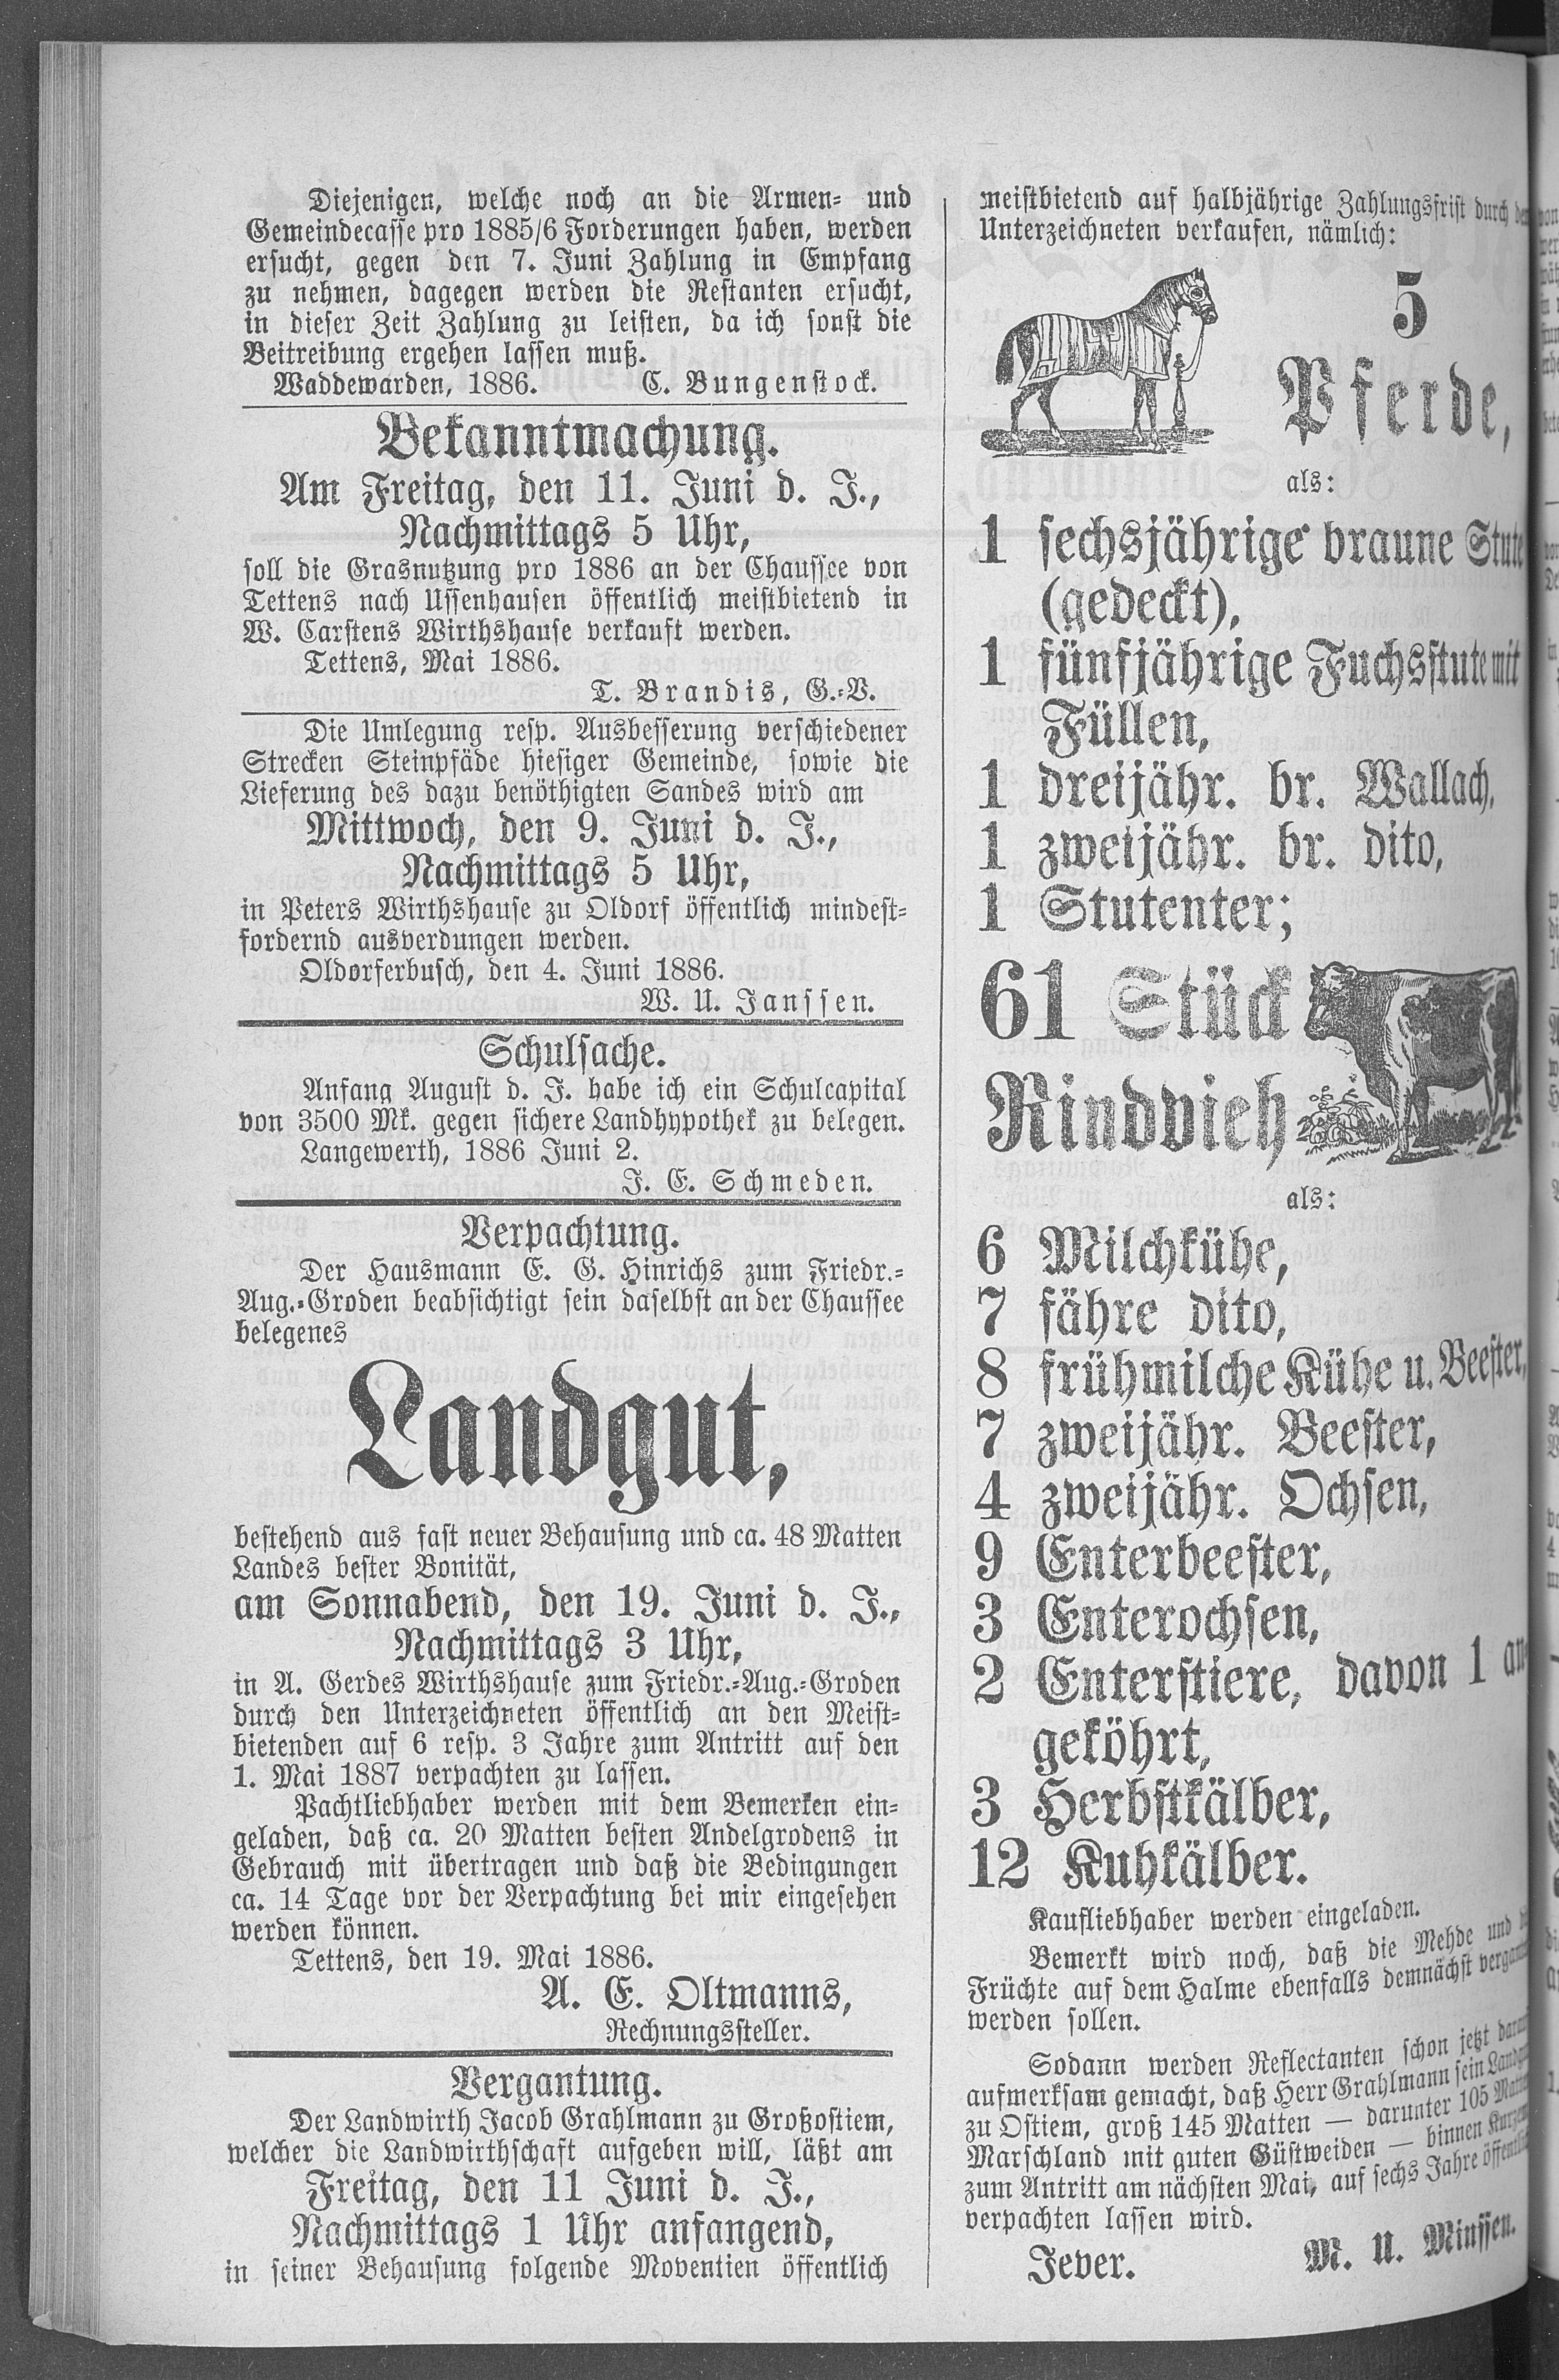 Diejenigen, welche noch an die Armen- und
Gemeindecasse pro 1885/6 Forderungen haben, werden
ersucht, gegen den 7. Juni Zahlung in Empfang
zu nehmen, dagegen werden die Restanten ersucht,
in dieser Zeit Zahlung zu leisten, da ich sonst die
Beitreibung ergehen lassen muß.
Waddewarden, 1886. C. Bungenstock.
Bekanntmachung.
Am Freitag, den 11. Juni d. J.,
Nachmittags 5 Uhr,
soll die Grasnutzung pro 1886 an der Chaussee von
Tettens nach Ussenhausen öffentlich meistbietend in
W. Carstens Wirthshause verkauft werden.
Tettens, Mai 1886.
T. Brandis, G.-V.
Die Umlegung resp. Ausbesserung verschiedener
Strecken Steinpfäde hiesiger Gemeinde, sowie die
Lieferung des dazu benöthigten Sandes wird am
Mittwoch, den 9. Juni d. J.,
Nachmittags 5 Uhr,
in Peters Wirthshause zu Oldorf öffentlich mindest-
fordernd ausverdungen werden.
Oldorferbusch, den 4. Juni 1886.
W. U. Janssen.
Schulsache.
Anfang August d. J. habe ich ein Schulcapital
von 3500 Mk. gegen sichere Landhypothek zu belegen.
Langewerth, 1886 Juni 2.
J. E. Schmeden.
Verpachtung.
Der Hausmann E. G. Hinrichs zum Friedr.-
Aug.-Groden beabsichtigt sein daselbst an der Chaussee
belegenes
Landgut,
bestehend aus fast neuer Behausung und ca. 48 Matten
Landes bester Bonität,
am Sonnabend, den 19. Juni d. J.,
Nachmittags 3 Uhr,
in A. Gerdes Wirthshause zum Friedr.-Aug.-Groden
durch den Unterzeichneten öffentlich an den Meist-
bietenden auf 6 resp. 3 Jahre zum Antritt auf den
1. Mai 1887 verpachten zu lassen.
Pachtliebhaber werden mit dem Bemerken ein-
geladen, daß ca. 20 Matten besten Andelgrodens in
Gebrauch mit übertragen und daß die Bedingungen
ca. 14 Tage vor der Verpachtung bei mir eingesehen
werden können.
Tettens, den 19. Mai 1886.
A. E. Oltmanns,
Rechnungssteller.
Vergantung.
Der Landwirth Jacob Grahlmann zu Großostiem,
welcher die Landwirthschaft aufgeben will, läßt am
Freitag, den 11 Juni d. J.,
Nachmittags 1 Uhr anfangend,
in seiner Behausung folgende Moventien öffentlich
meistbietend auf halbjährige Zahlungsfrist durch den
Unterzeichneten verkaufen, nämlich:
5
Pferde,
als:
1 sechsjährige braune Stute
(gedeckt),
1 fünfjährige Fuchsstute mit
Füllen,
1 dreijähr. br. Wallach,
1 zweijähr. br. dito,
1 Stutenter;
61 Stück
Rindvieh
als:
6 Milchkühe,
7 fähre dito,
8 frühmilche Kühe u. Beester,
7 zweijähr. Beester,
4 zweijähr. Ochsen,
9 Enterbeester,
3 Enterochsen,
2 Enterstiere, davon 1 an-
geköhrt,
3 Herbstkälber,
12 Kuhkälber.
Kaufliebhaber werden eingeladen.
Bemerkt wird noch, daß die Mehde und
Früchte auf dem Halme ebenfalls demnächst
werden sollen.
Sodann werden Reflectanten schon jetzt
aufmerksam gemacht, daß Herr Grahlmann sein
zu Ostiem, groß 145 Matten — darunter 105 Matten
Marschland mit guten Güstweiden — binnen Kurzem
zum Antritt am nächsten Mai, auf sechs Jahre öffentlich
verpachten lassen wird.
Jever. M. U. Minssen.